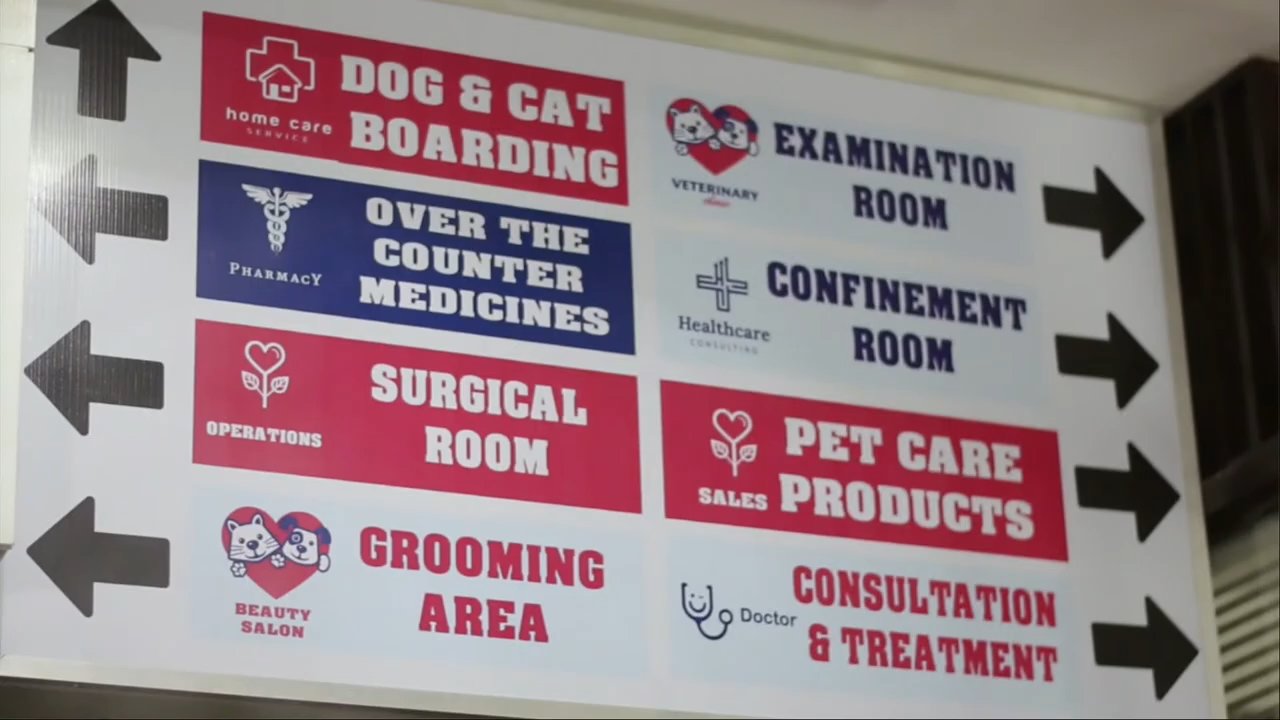 home care
SERVICE
DOG & CAT
BOARDING
PHARMACY
OVER THE
COUNTER
MEDICINES
OPERATIONS
SURGICAL
ROOM
BEAUTY
SALON
GROOMING
AREA
VETERINARY
clinic
EXAMINATION
ROOM
Healthcare
CONSULTING
CONFINEMENT
ROOM
SALES
PET CARE
PRODUCTS
Doctor
CONSULTATION
& TREATMENT